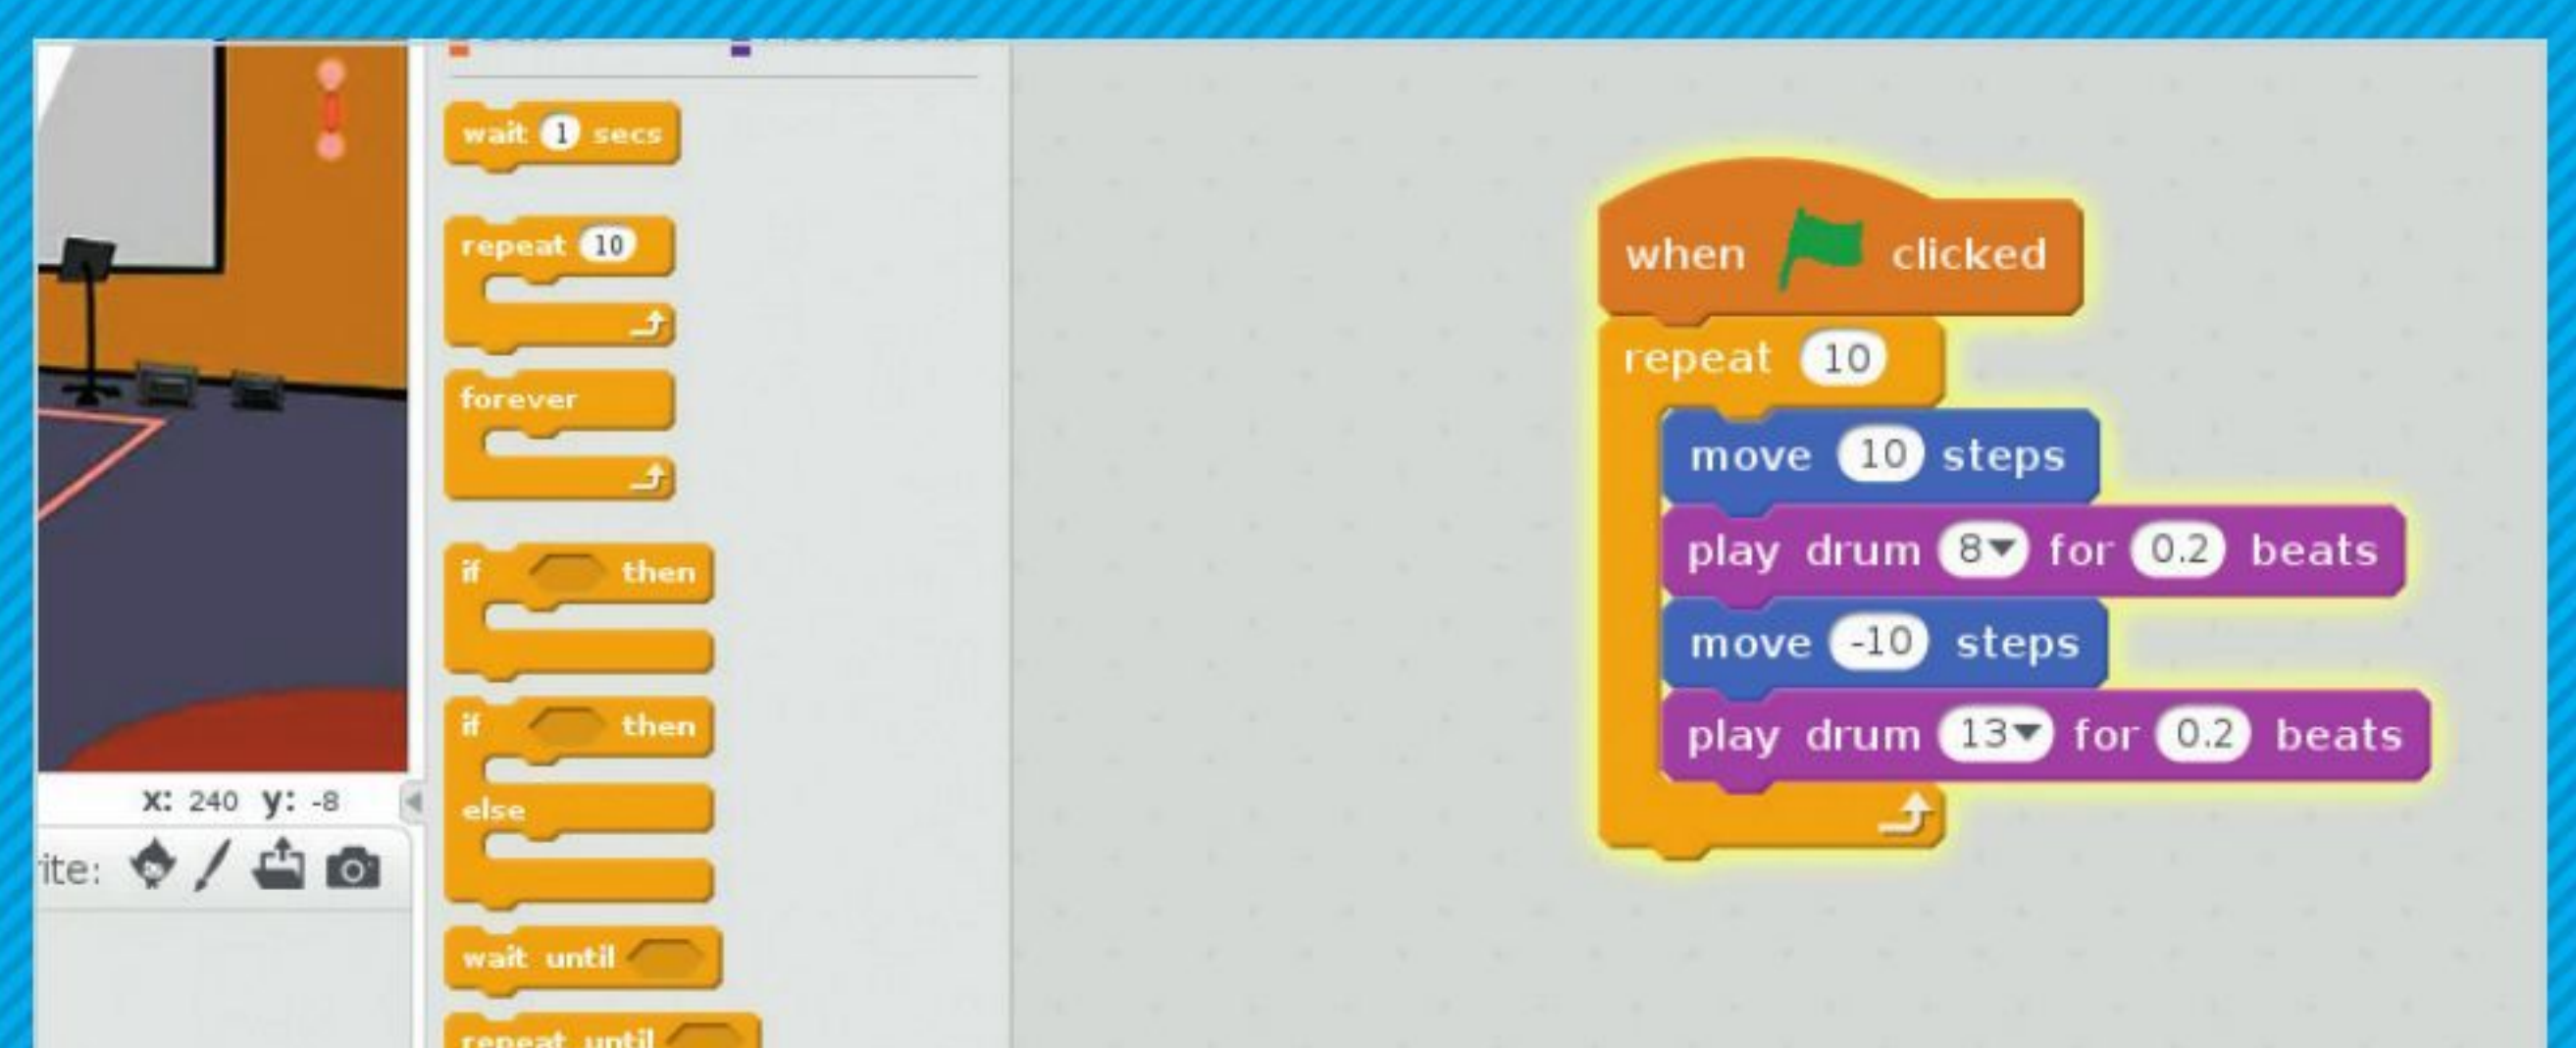 wait 1 secs
repeat 10
forever
if then
if then
else
wait until
repeat until
x: 240 y: -8
ite:
when clicked
repeat 10
move 10 steps
play drum 8 for 0.2 beats
move -10 steps
play drum 13 for 0.2 beats